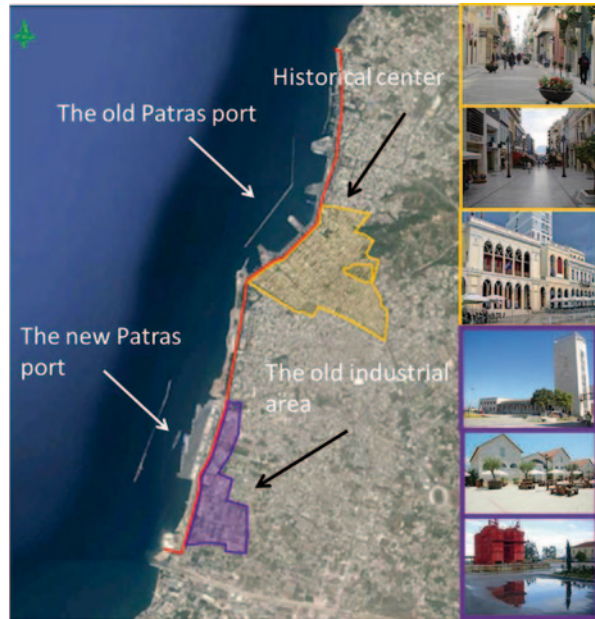 Historical center
The old Patras port
The new Patras
port
The old industrial
area